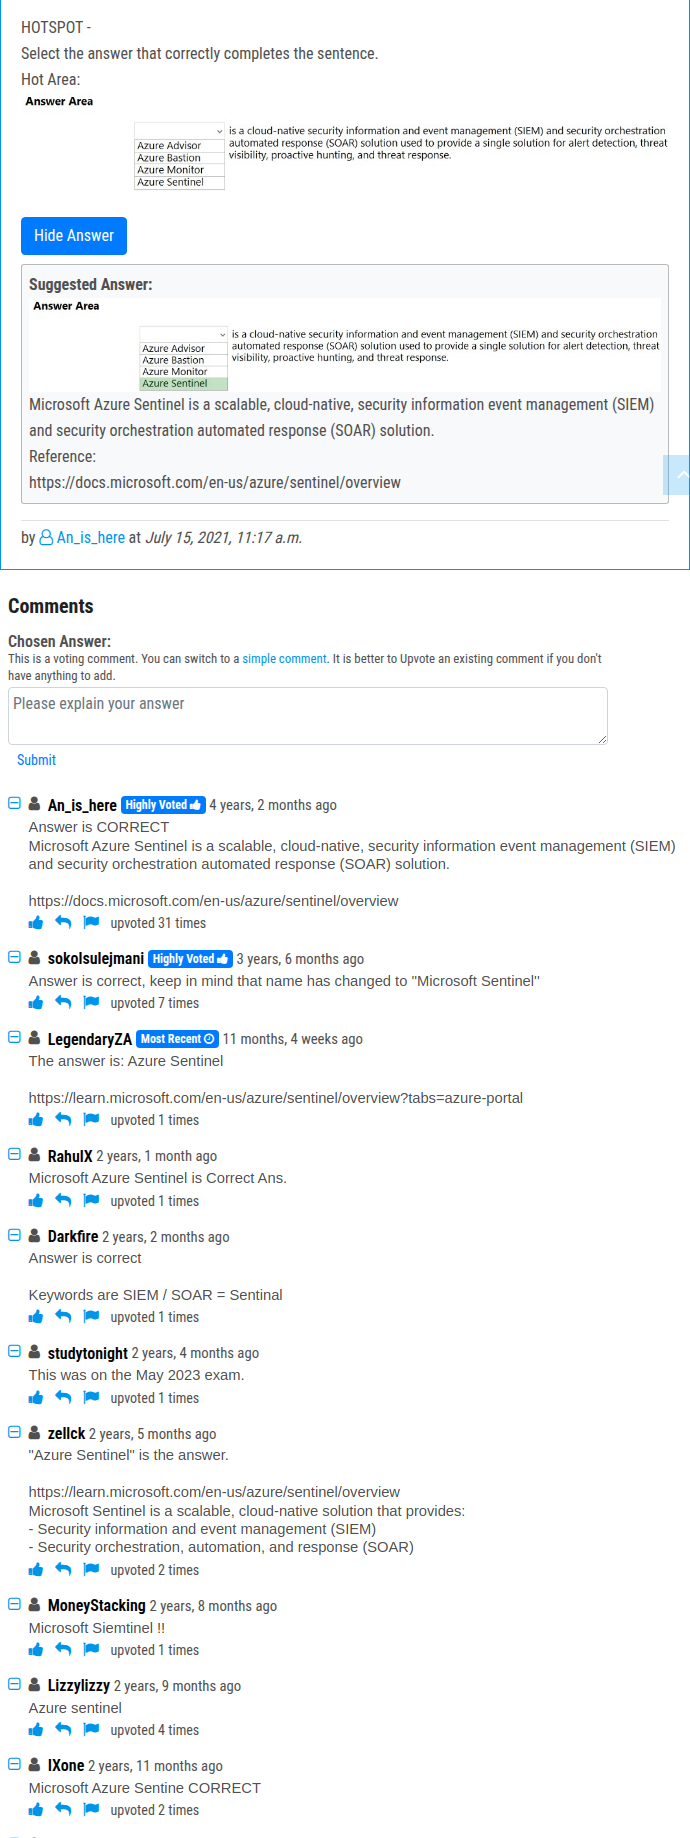 HOTSPOT -
Select the answer that correctly completes the sentence.
Hot Area:
Answer Area
is a cloud-native security information and event management (SIEM) and security orchestration
automated response (SOAR) solution used to provide a single solution for alert detection, threat
visibility, proactive hunting, and threat response.
Azure Advisor
Azure Bastion
Azure Monitor
Azure Sentinel
Hide Answer
Suggested Answer:
Answer Area
is a cloud-native security information and event management (SIEM) and security orchestration
automated response (SOAR) solution used to provide a single solution for alert detection, threat
visibility, proactive hunting, and threat response.
Azure Advisor
Azure Bastion
Azure Monitor
Azure Sentinel
Microsoft Azure Sentinel is a scalable, cloud-native, security information event management (SIEM)
and security orchestration automated response (SOAR) solution.
Reference:
https://docs.microsoft.com/en-us/azure/sentinel/overview
by An_is_here at July 15, 2021, 11:17 a.m.
Comments
Chosen Answer:
This is a voting comment. You can switch to a simple comment. It is better to Upvote an existing comment if you don't
have anything to add.
Please explain your answer
Submit
An_is_here Highly Voted 4 years, 2 months ago
Answer is CORRECT
Microsoft Azure Sentinel is a scalable, cloud-native, security information event management (SIEM)
and security orchestration automated response (SOAR) solution.
https://docs.microsoft.com/en-us/azure/sentinel/overview
upvoted 31 times
sokolsulejmani Highly Voted 3 years, 6 months ago
Answer is correct, keep in mind that name has changed to "Microsoft Sentinel"
upvoted 7 times
LegendaryZA Most Recent 11 months, 4 weeks ago
The answer is: Azure Sentinel
https://learn.microsoft.com/en-us/azure/sentinel/overview?tabs=azure-portal
upvoted 1 times
RahulX 2 years, 1 month ago
Microsoft Azure Sentinel is Correct Ans.
upvoted 1 times
Darkfire 2 years, 2 months ago
Answer is correct
Keywords are SIEM / SOAR = Sentinal
upvoted 1 times
studytonight 2 years, 4 months ago
This was on the May 2023 exam.
upvoted 1 times
zellck 2 years, 5 months ago
"Azure Sentinel" is the answer.
https://learn.microsoft.com/en-us/azure/sentinel/overview
Microsoft Sentinel is a scalable, cloud-native solution that provides:
- Security information and event management (SIEM)
- Security orchestration, automation, and response (SOAR)
upvoted 2 times
MoneyStacking 2 years, 8 months ago
Microsoft Siemtinel !!
upvoted 1 times
Lizzylizzy 2 years, 9 months ago
Azure sentinel
upvoted 4 times
IXone 2 years, 11 months ago
Microsoft Azure Sentine CORRECT
upvoted 2 times